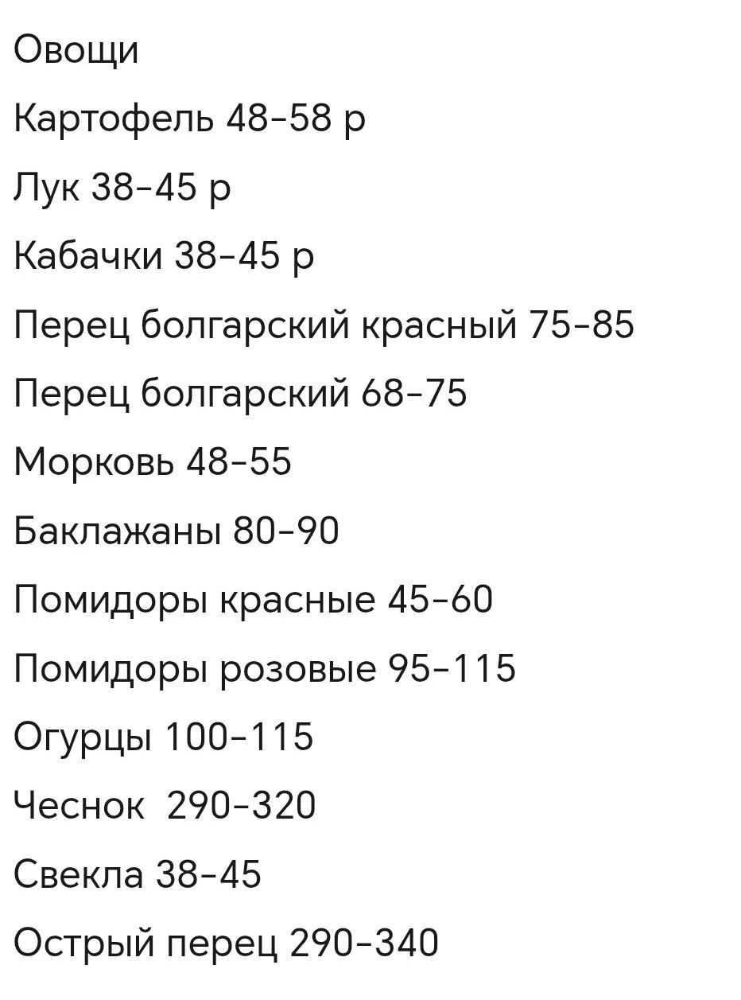 Овощи
Картофель 48-58 р
Лук 38-45 р
Кабачки 38-45 р
Перец болгарский красный 75-85
Перец болгарский 68-75
Морковь 48-55
Баклажаны 80-90
Помидоры красные 45-60
Помидоры розовые 95-115
Огурцы 100-115
Чеснок  290-320
Свекла 38-45
Острый перец 290-340